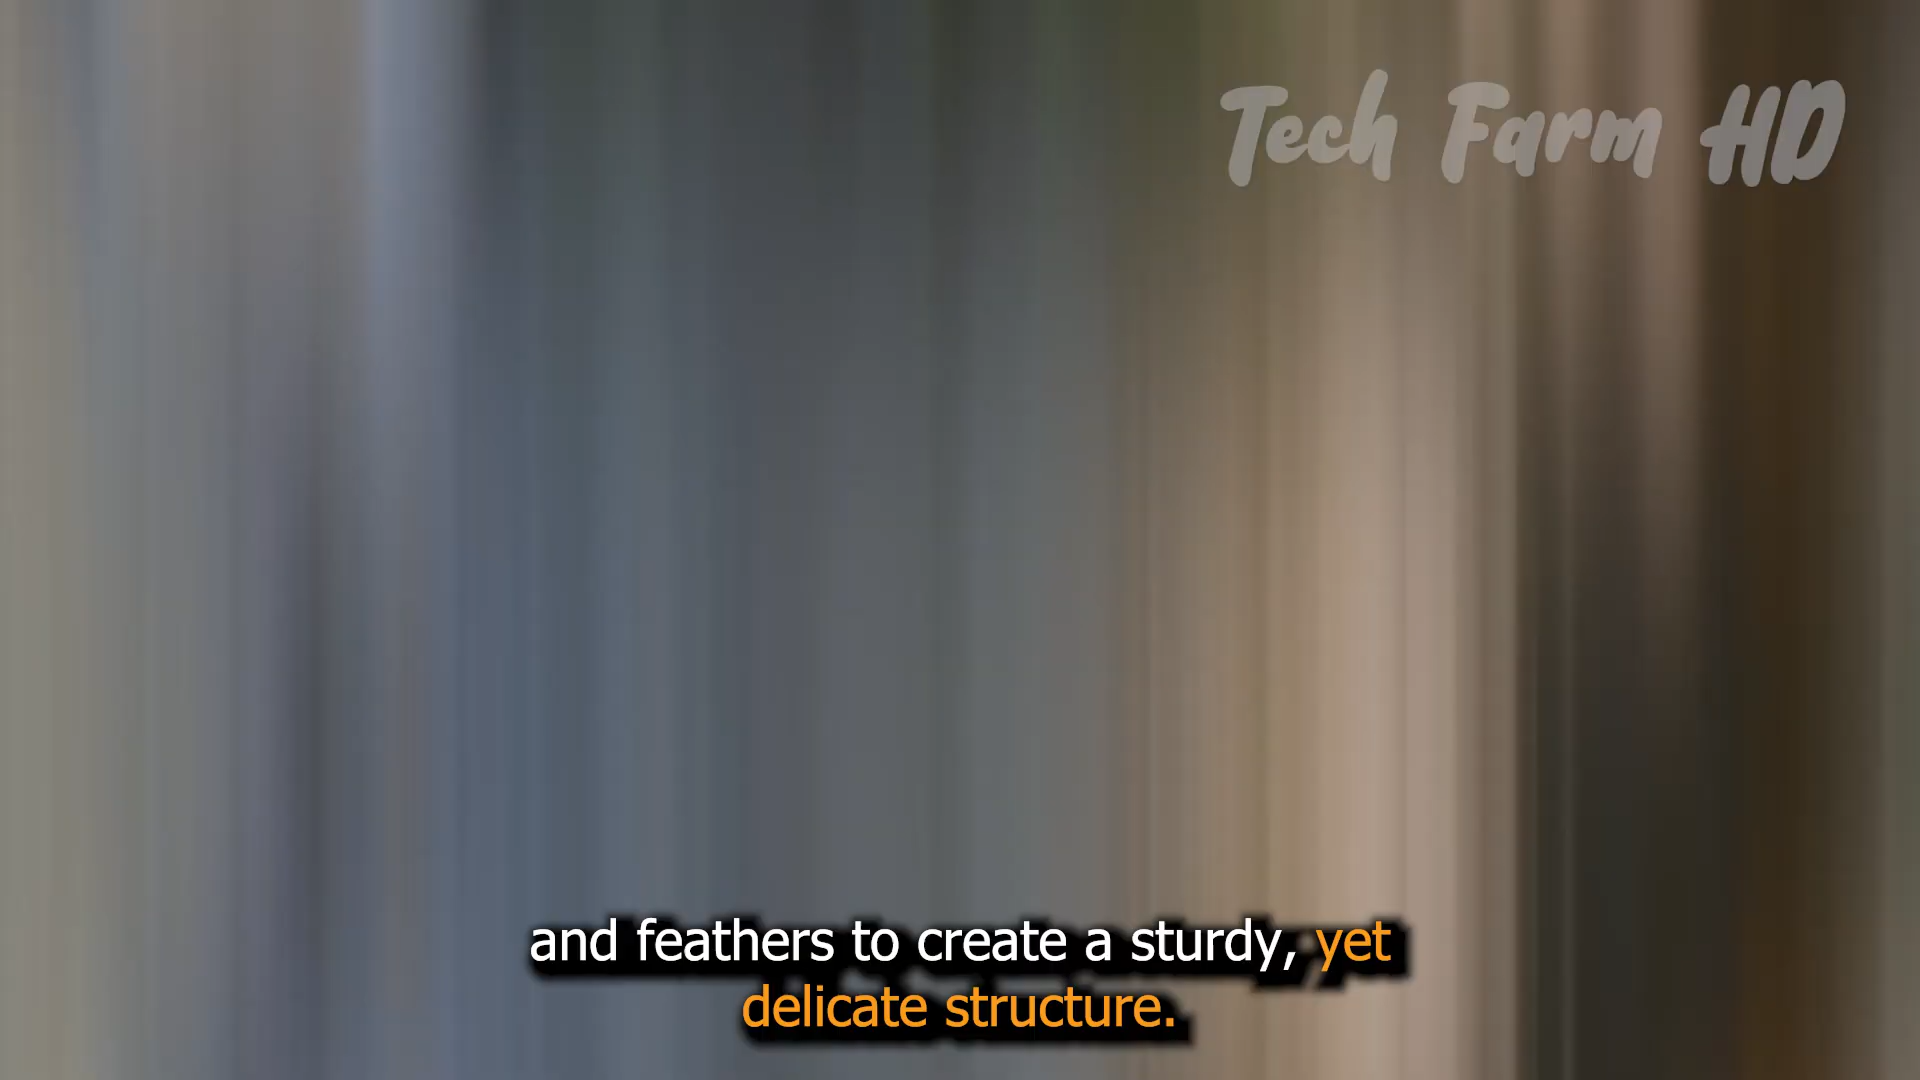 Tech Farm HD
and feathers to create a sturdy, yet
delicate structure.